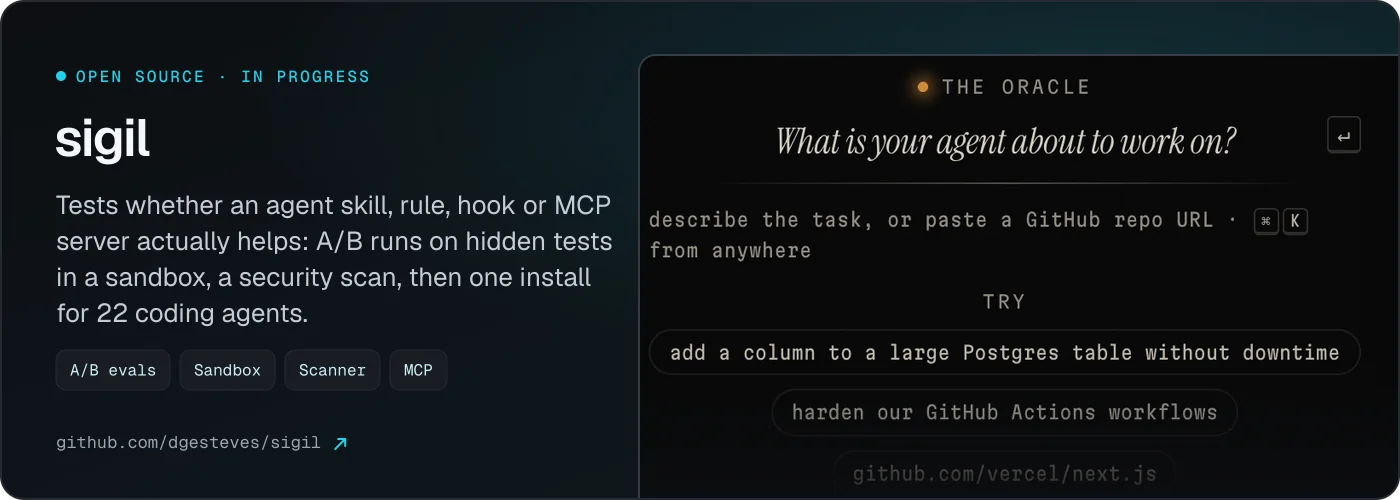 OPEN SOURCE · IN PROGRESS
sigil
Tests whether an agent skill, rule, hook or MCP
server actually helps: A/B runs on hidden tests
in a sandbox, a security scan, then one install
for 22 coding agents.
A/B evals
Sandbox
Scanner
MCP
github.com/dgesteves/sigil ↗
THE ORACLE
What is your agent about to work on?
↵
describe the task, or paste a GitHub repo URL · ⌘ K
from anywhere
TRY
add a column to a large Postgres table without downtime
harden our GitHub Actions workflows
github.com/vercel/next.js